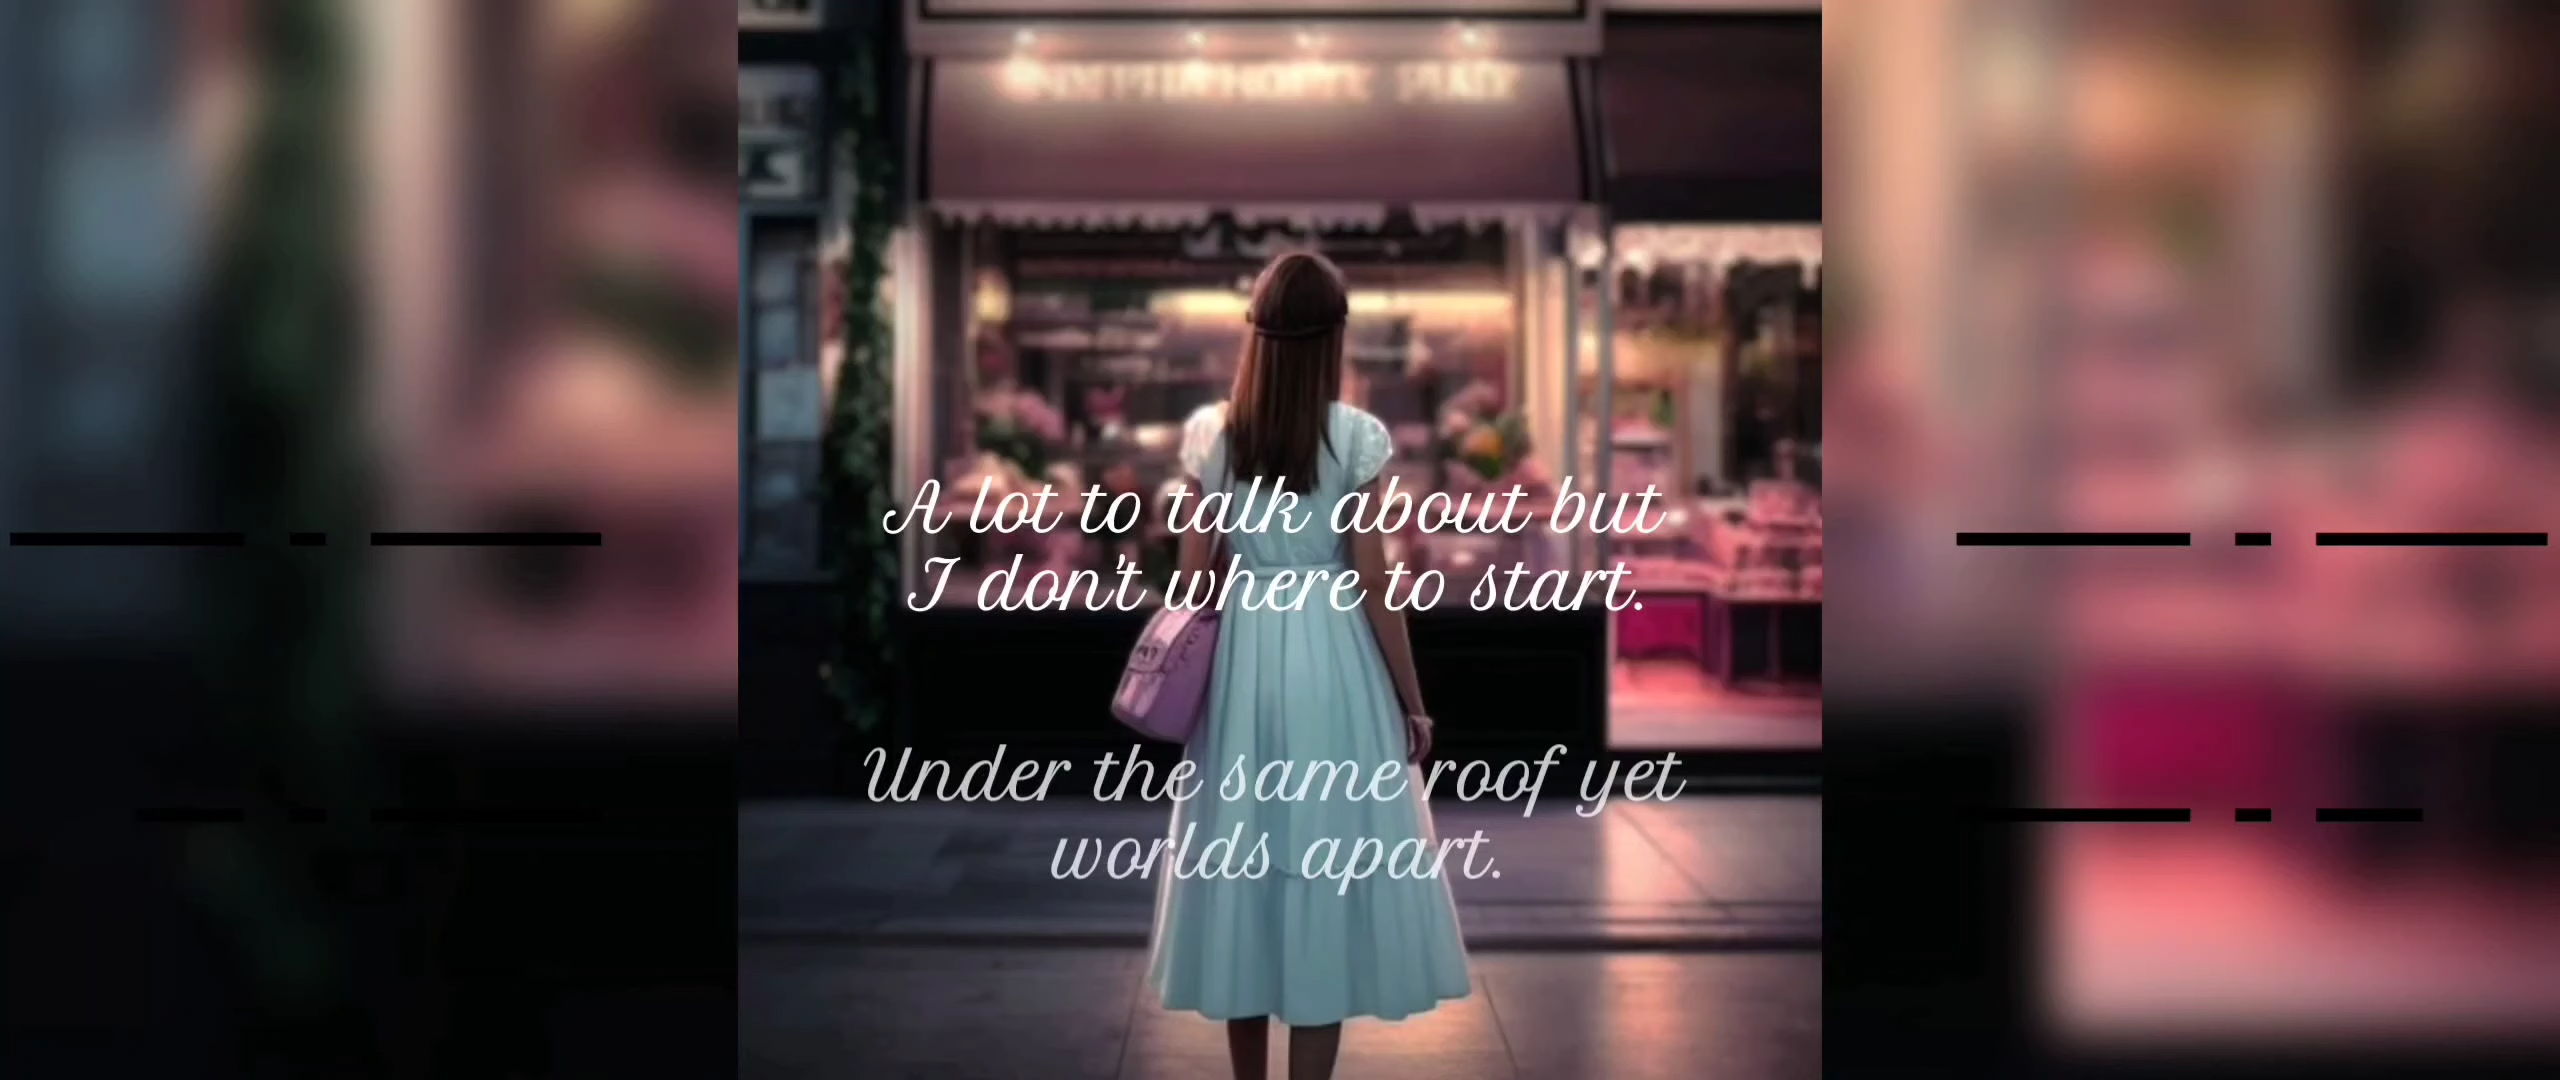 A lot to talk about but
I don't where to start.
Under the same roof yet
worlds apart.